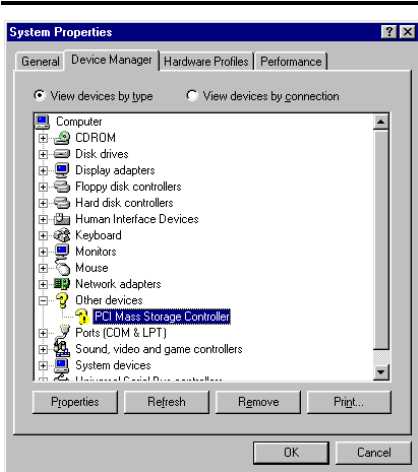 System Properties
General Device Manager Hardware Profiles Performance
View devices by type View devices by connection
Computer
CDROM
Disk drives
Display adapters
Floppy disk controllers
Hard disk controllers
Human Interface Devices
Keyboard
Monitors
Mouse
Network adapters
Other devices
PCI Mass Storage Controller
Ports (COM & LPT)
Sound, video and game controllers
System devices
Properties Refresh Remove Print...
OK Cancel